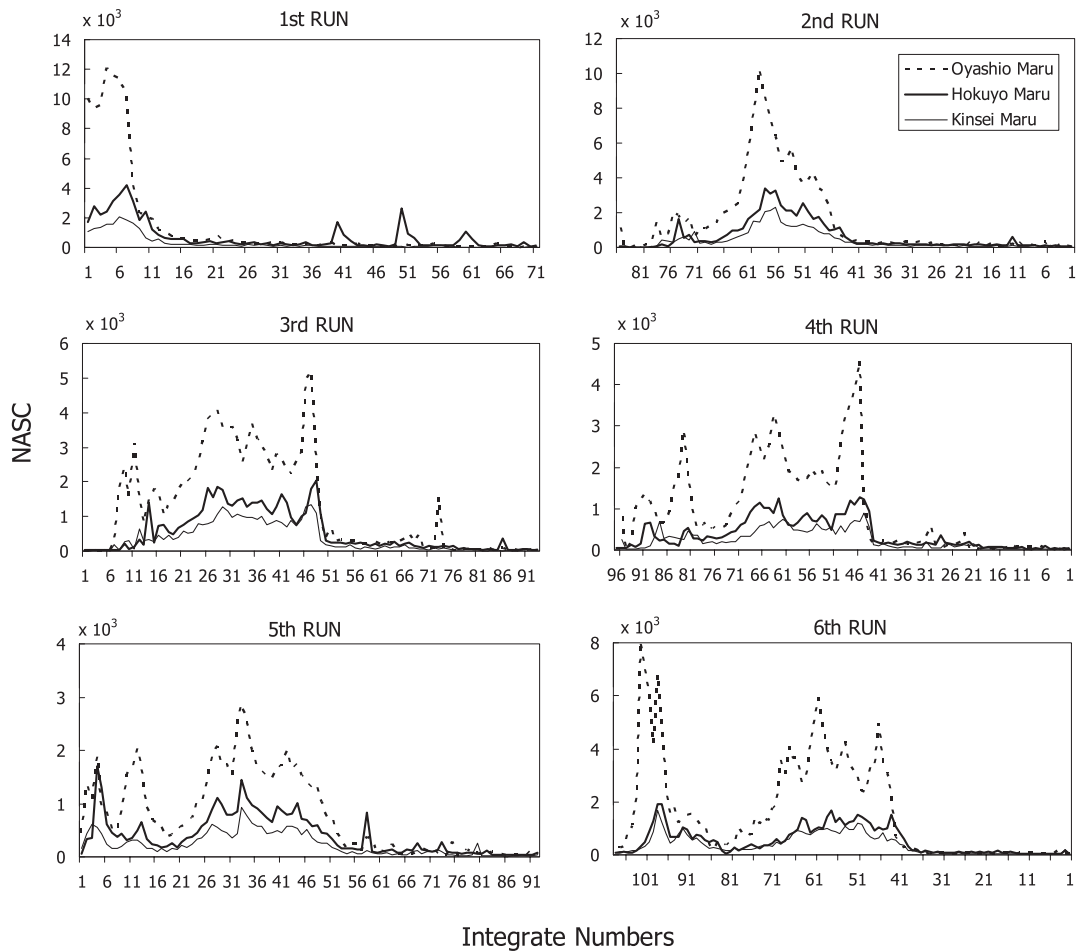 1st RUN
x 10³
14
12
10
8
6
4
2
0
1 6 11 16 21 26 31 36 41 46 51 56 61 66 71
2nd RUN
x 10³
12
10
8
6
4
2
0
81 76 71 66 61 56 51 46 41 36 31 26 21 16 11 6 1
Oyashio Maru
Hokuyo Maru
Kinsei Maru
3rd RUN
x 10³
6
5
4
3
2
1
0
1 6 11 16 21 26 31 36 41 46 51 56 61 66 71 76 81 86 91
4th RUN
x 10³
5
4
3
2
1
0
96 91 86 81 76 71 66 61 56 51 46 41 36 31 26 21 16 11 6 1
NASC
5th RUN
x 10³
4
3
2
1
0
1 6 11 16 21 26 31 36 41 46 51 56 61 66 71 76 81 86 91
6th RUN
x 10³
8
6
4
2
0
101 91 81 71 61 51 41 31 21 11 1
Integrate Numbers